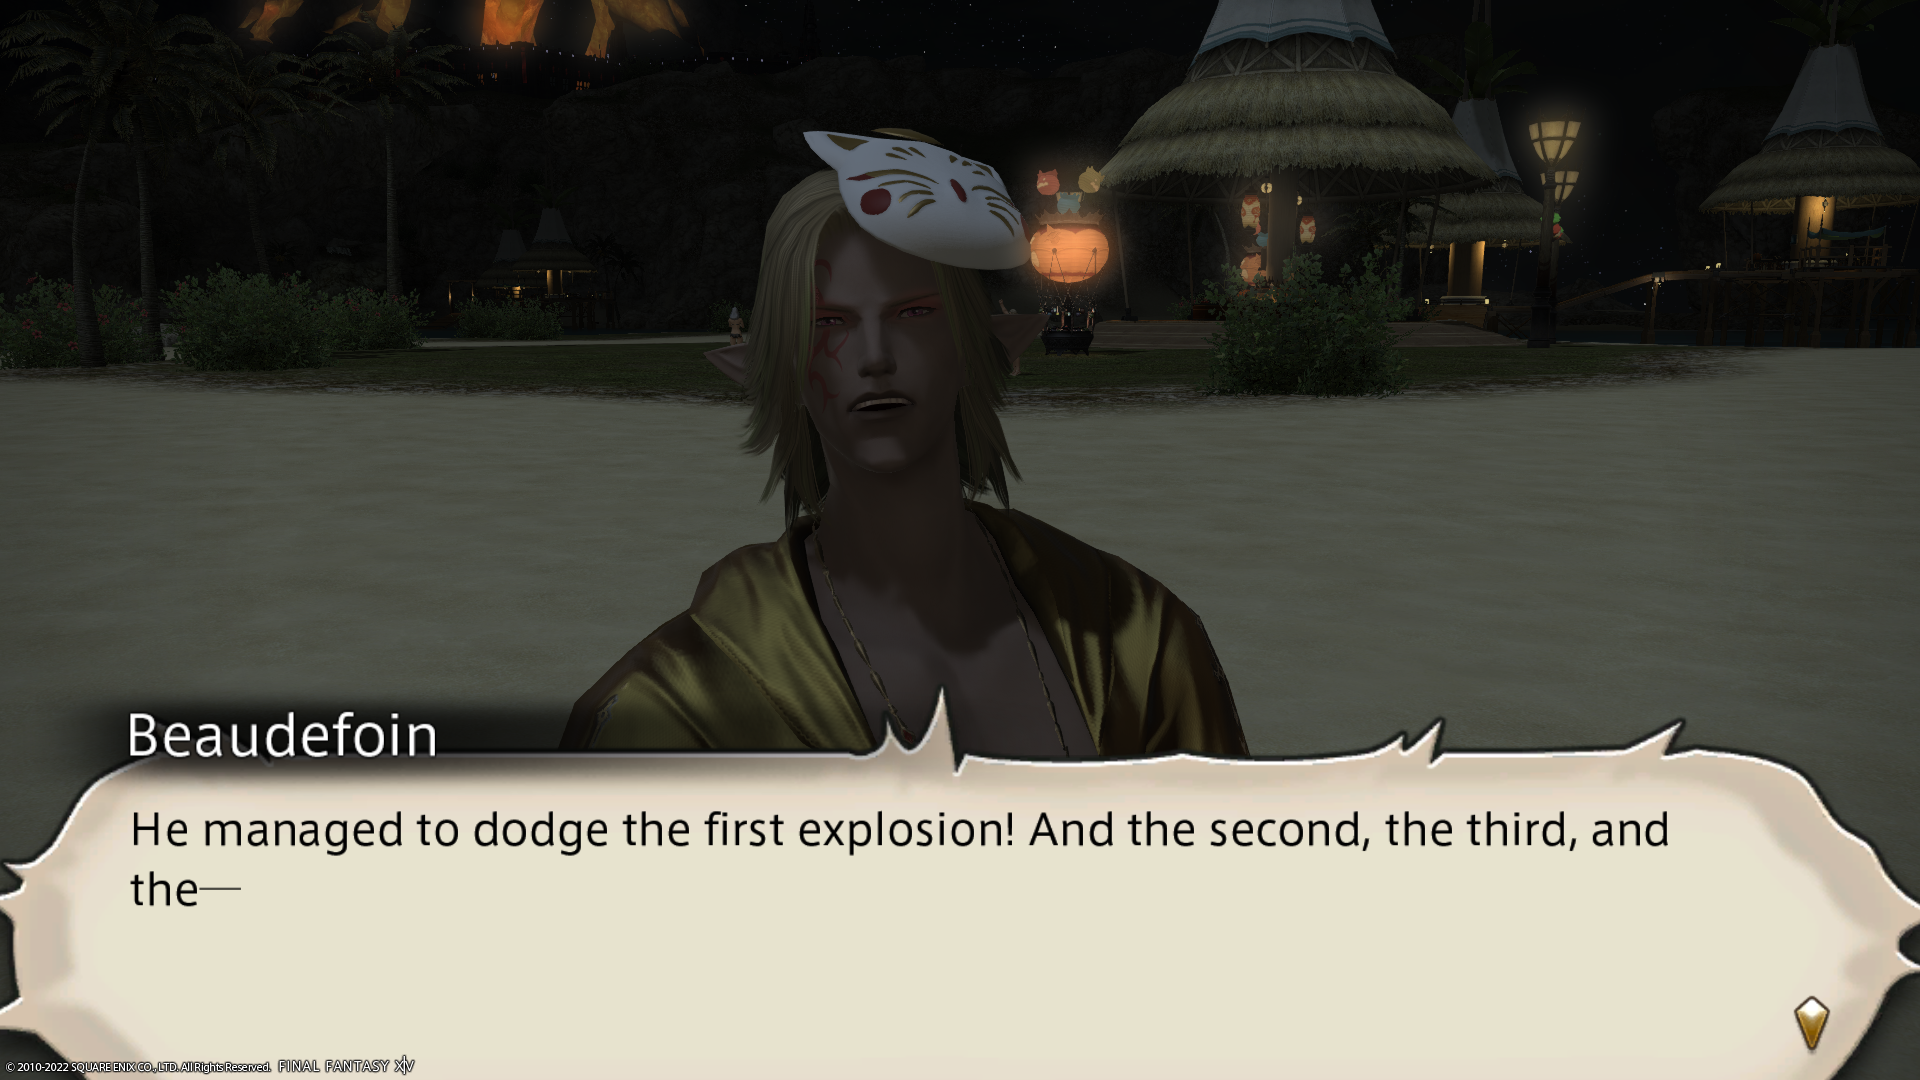 Beaudefoin
He managed to dodge the first explosion! And the second, the third, and
the—
© 2010-2022 SQUARE ENIX CO., LTD. All Rights Reserved. FINAL FANTASY XIV